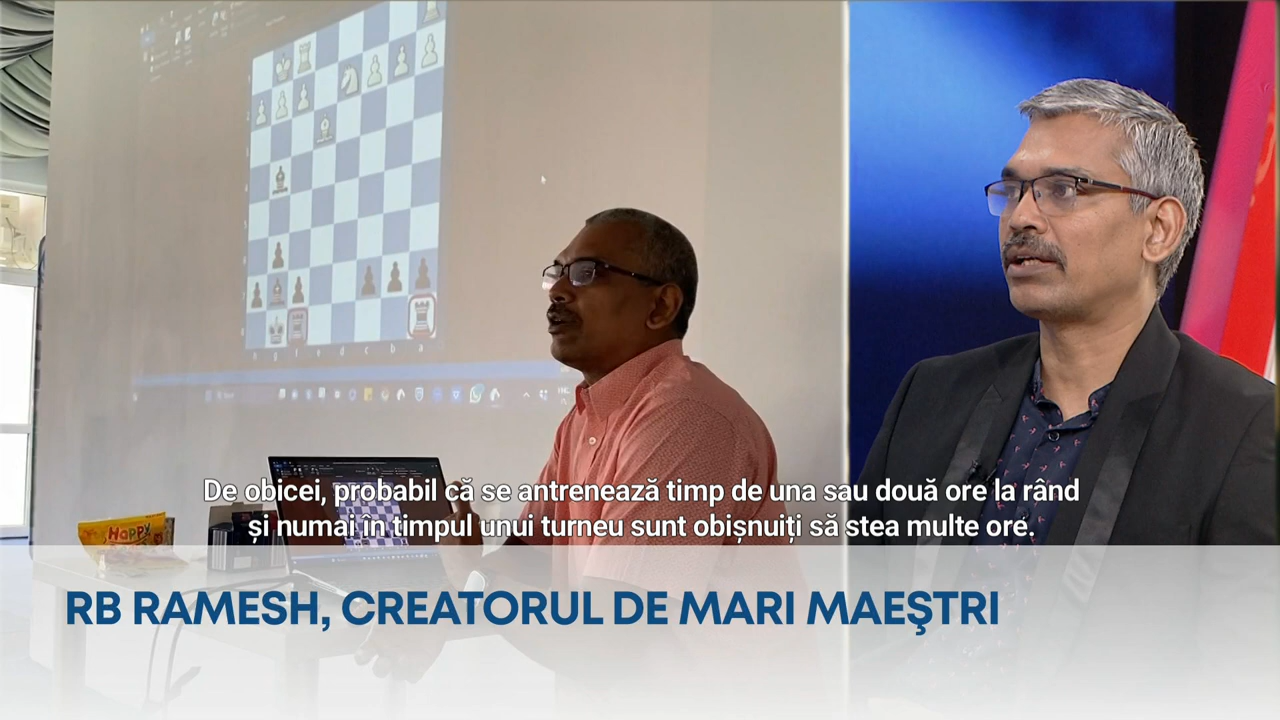 HAPPY
De obicei, probabil că se antrenează timp de una sau două ore la rând
și numai în timpul unui turneu sunt obișnuiți să stea multe ore.
RB RAMESH, CREATORUL DE MARI MAEŞTRI